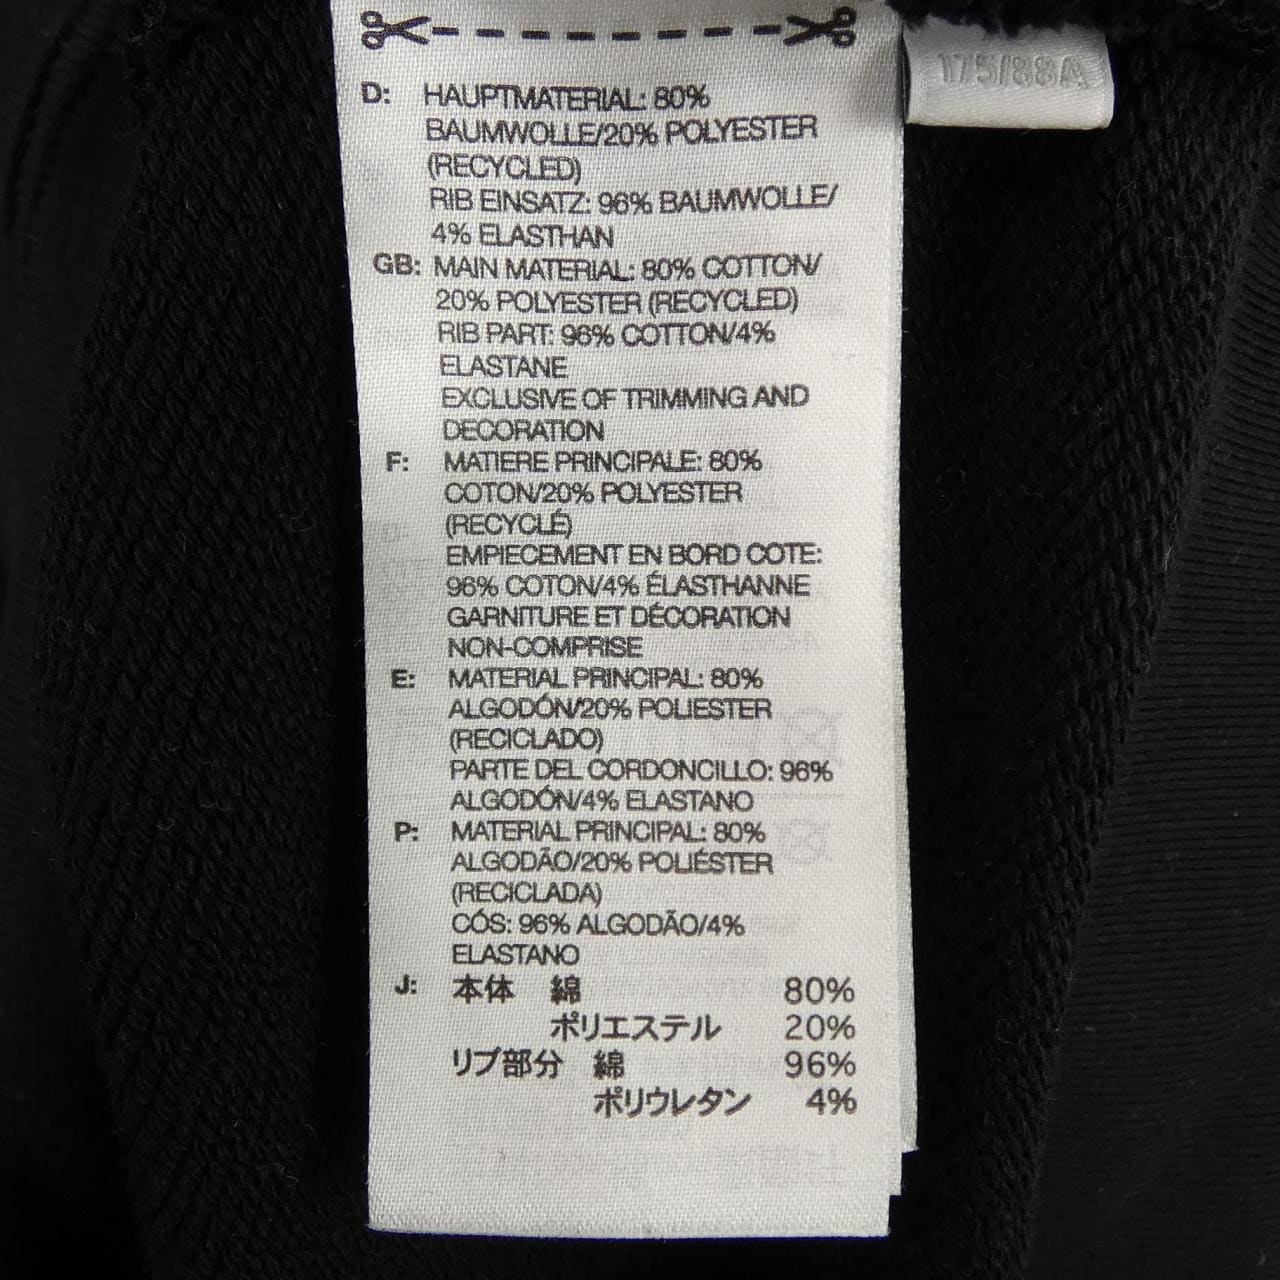 175/88A
D: HAUPTMATERIAL: 80%
BAUMWOLLE/20% POLYESTER
(RECYCLED)
RIB EINSATZ: 96% BAUMWOLLE/
4% ELASTHAN
GB: MAIN MATERIAL: 80% COTTON/
20% POLYESTER (RECYCLED)
RIB PART: 96% COTTON/4%
ELASTANE
EXCLUSIVE OF TRIMMING AND
DECORATION
F: MATIERE PRINCIPALE: 80%
COTON/20% POLYESTER
(RECYCLÉ)
EMPIECEMENT EN BORD COTE:
96% COTON/4% ÉLASTHANNE
GARNITURE ET DÉCORATION
NON-COMPRISE
E: MATERIAL PRINCIPAL: 80%
ALGODÓN/20% POLIESTER
(RECICLADO)
PARTE DEL CORDONCILLO: 96%
ALGODÓN/4% ELASTANO
P: MATERIAL PRINCIPAL: 80%
ALGODÃO/20% POLIÉSTER
(RECICLADA)
CÓS: 96% ALGODÃO/4%
ELASTANO
J: 本体 綿 80%
ポリエステル 20%
リブ部分 綿 96%
ポリウレタン 4%